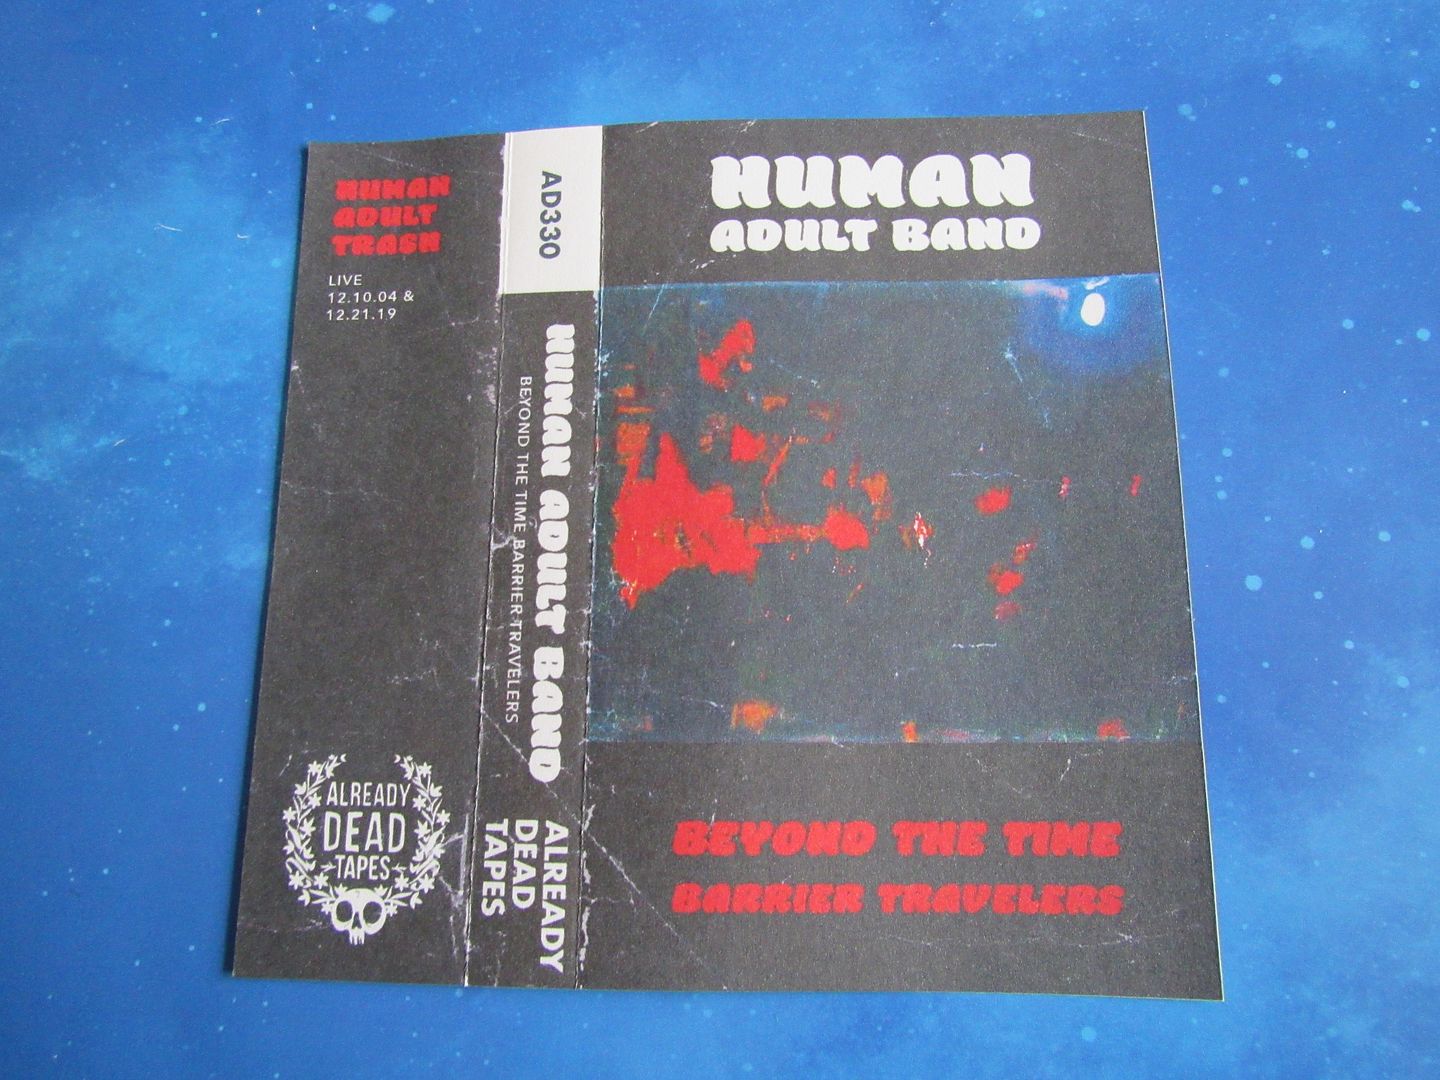 HUMAN
ADULT
TRASH
LIVE
12.10.04 &
12.21.19
ALREADY
DEAD
TAPES
AD330
HUMAN ADULT BAND
BEYOND THE TIME BARRIER TRAVELERS
ALREADY
DEAD
TAPES
HUMAN
ADULT BAND
BEYOND THE TIME
BARRIER TRAVELERS